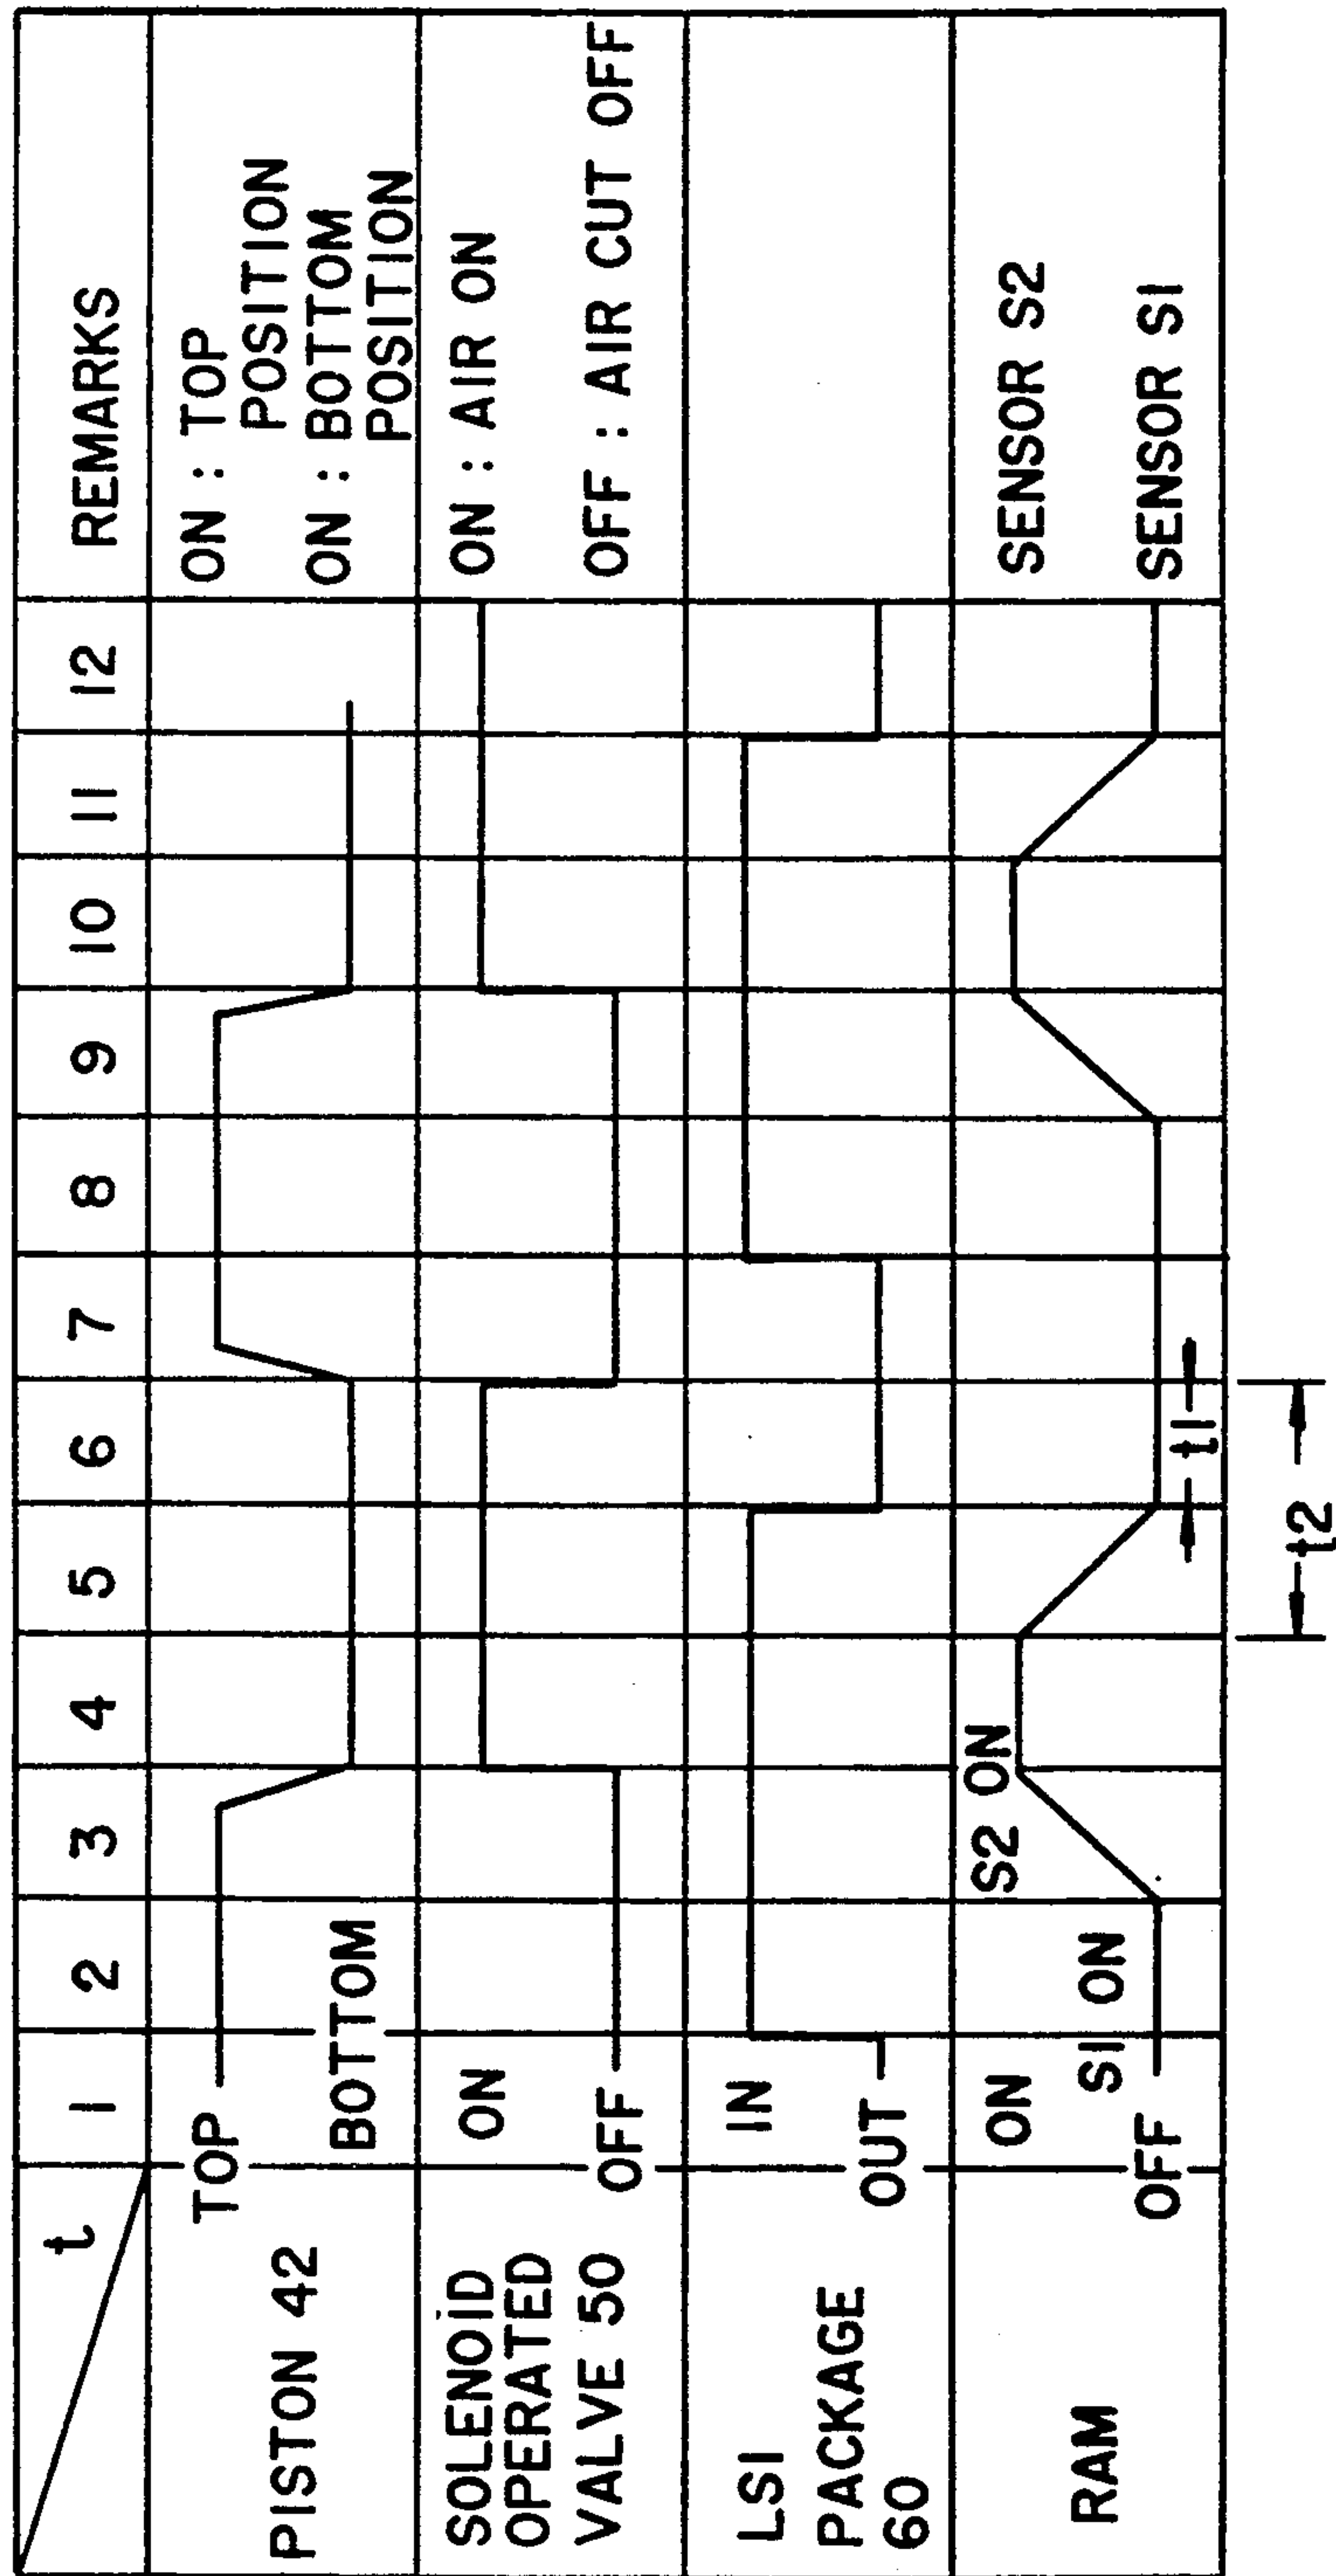 t 1 2 3 4 5 6 7 8 9 10 11 12 REMARKS
PISTON 42
TOP
BOTTOM
ON : TOP
POSITION
ON : BOTTOM
POSITION
SOLENOID
OPERATED
VALVE 50
ON
OFF
ON : AIR ON
OFF : AIR CUT OFF
LSI
PACKAGE
60
IN
OUT
RAM
ON
OFF
S1 ON
S2 ON
SENSOR S2
SENSOR S1
t1
t2